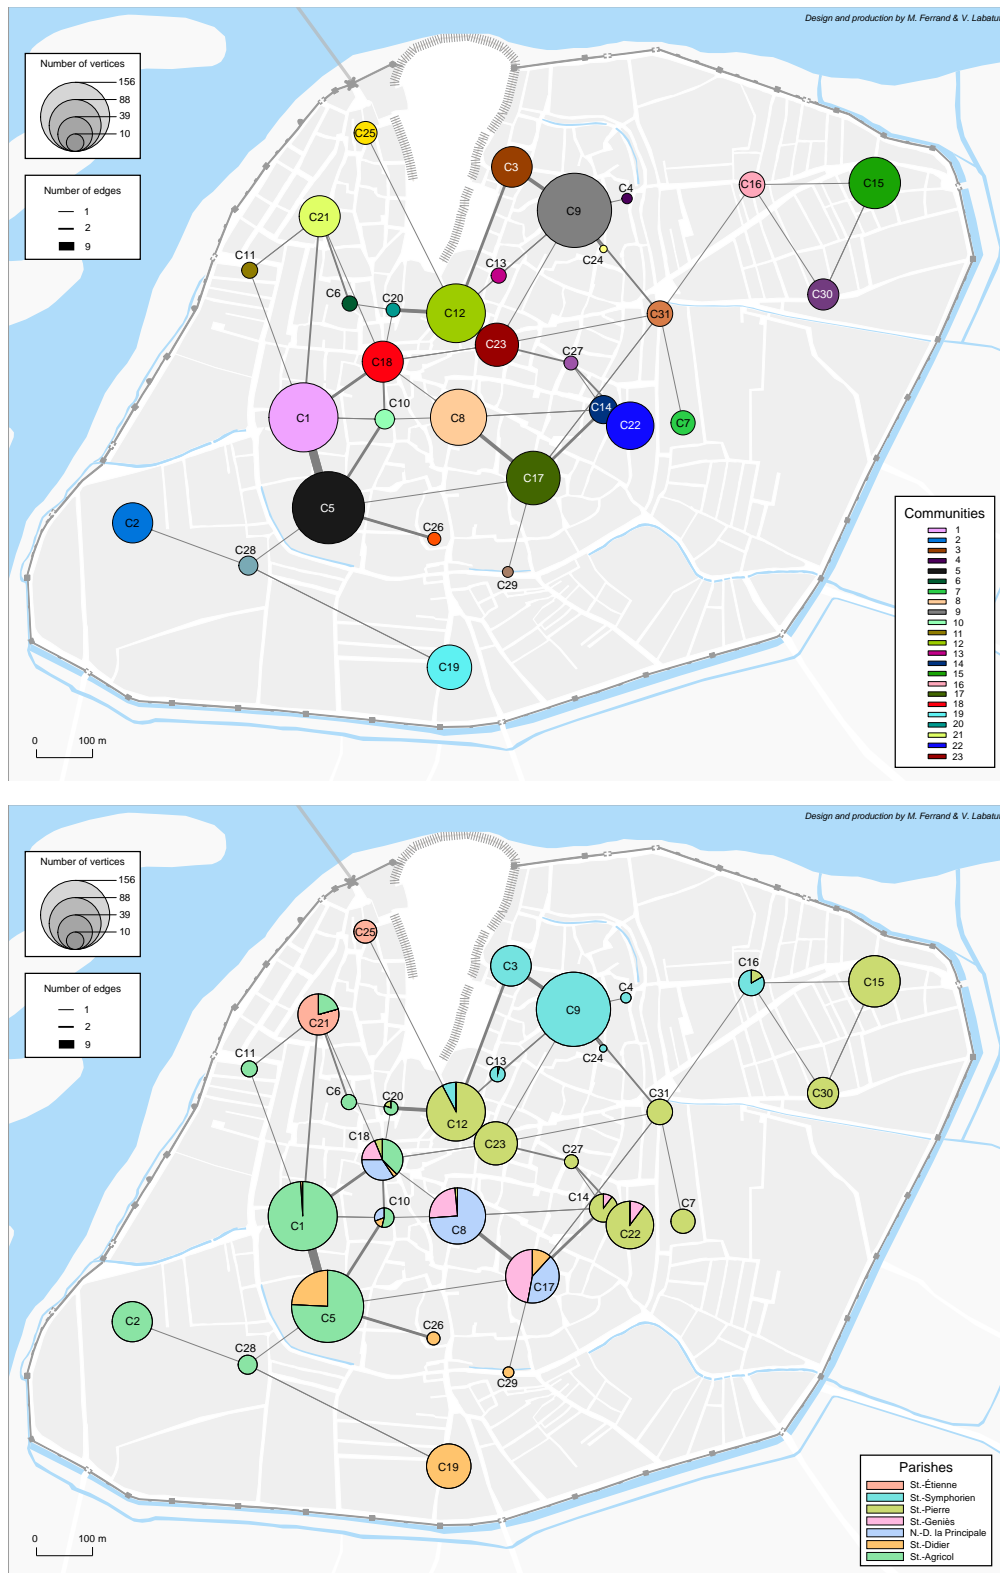 Design and production by M. Ferrand & V. Labatut
Number of vertices
156
88
39
10
Number of edges
1
2
9
C25
C3
C9
C4
C16
C15
C21
C24
C11
C13
C30
C6
C20
C12
C31
C23
C18
C27
C1
C10
C8
C14
C22
C7
C17
C5
C2
C26
C28
C29
C19
Communities
1
2
3
4
5
6
7
8
9
10
11
12
13
14
15
16
17
18
19
20
21
22
23
0 100 m
Design and production by M. Ferrand & V. Labatut
Number of vertices
156
88
39
10
Number of edges
1
2
9
C25
C3
C9
C4
C16
C15
C21
C24
C11
C13
C30
C6
C20
C12
C31
C23
C18
C27
C1
C10
C8
C14
C22
C7
C17
C5
C2
C26
C28
C29
C19
Parishes
St.-Étienne
St.-Symphorien
St.-Pierre
St.-Geniès
N.-D. la Principale
St.-Didier
St.-Agricol
0 100 m